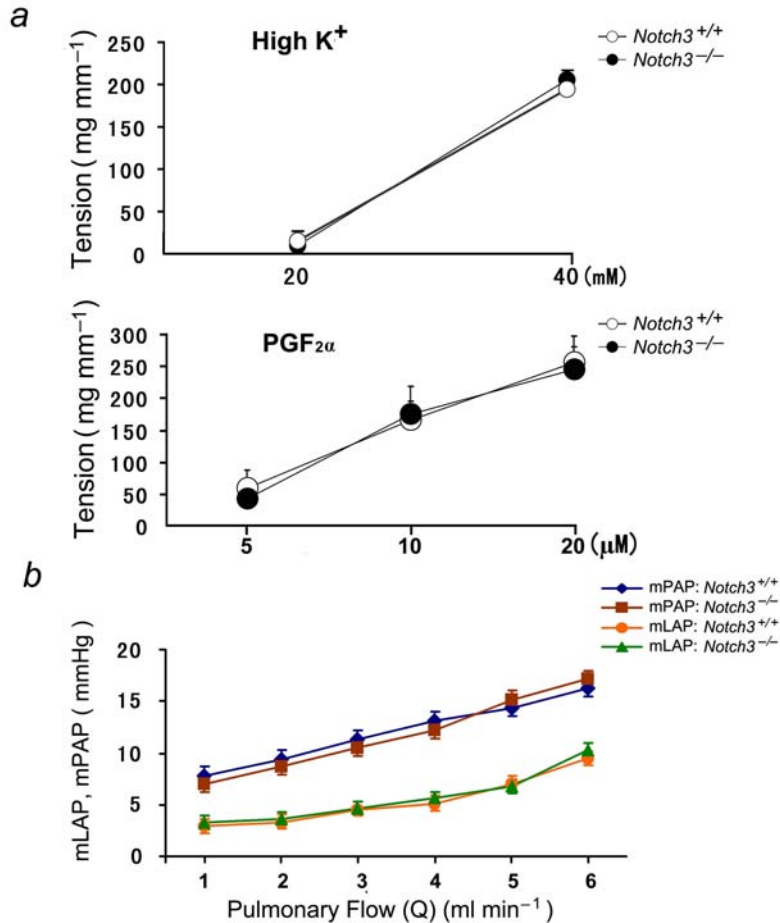 a
High K+
Notch3+/+
Notch3−/−
Tension ( mg mm−1)
250
200
150
100
50
0
20
40 (mM)
PGF2α
Notch3+/+
Notch3−/−
Tension ( mg mm−1)
300
250
200
150
100
50
0
5
10
20 (μM)
b
mPAP: Notch3+/+
mPAP: Notch3−/−
mLAP: Notch3+/+
mLAP: Notch3−/−
mLAP, mPAP ( mmHg)
20
15
10
5
0
1 2 3 4 5 6
Pulmonary Flow (Q) (ml min−1)